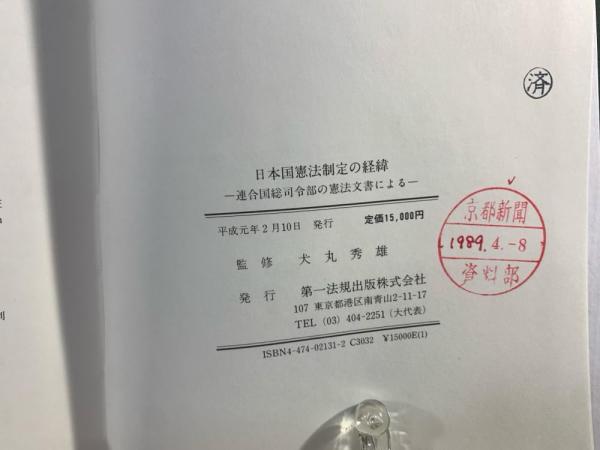 済
日本国憲法制定の経緯
―連合国総司令部の憲法文書による―
平成元年2月10日 発行 定価15,000円
監修 犬丸秀雄
発行 第一法規出版株式会社
107 東京都港区南青山2-11-17
TEL (03) 404-2251 (大代表)
ISBN4-474-02131-2 C3032 ¥15000E(1)
京都新聞
1989.4.-8
資料部